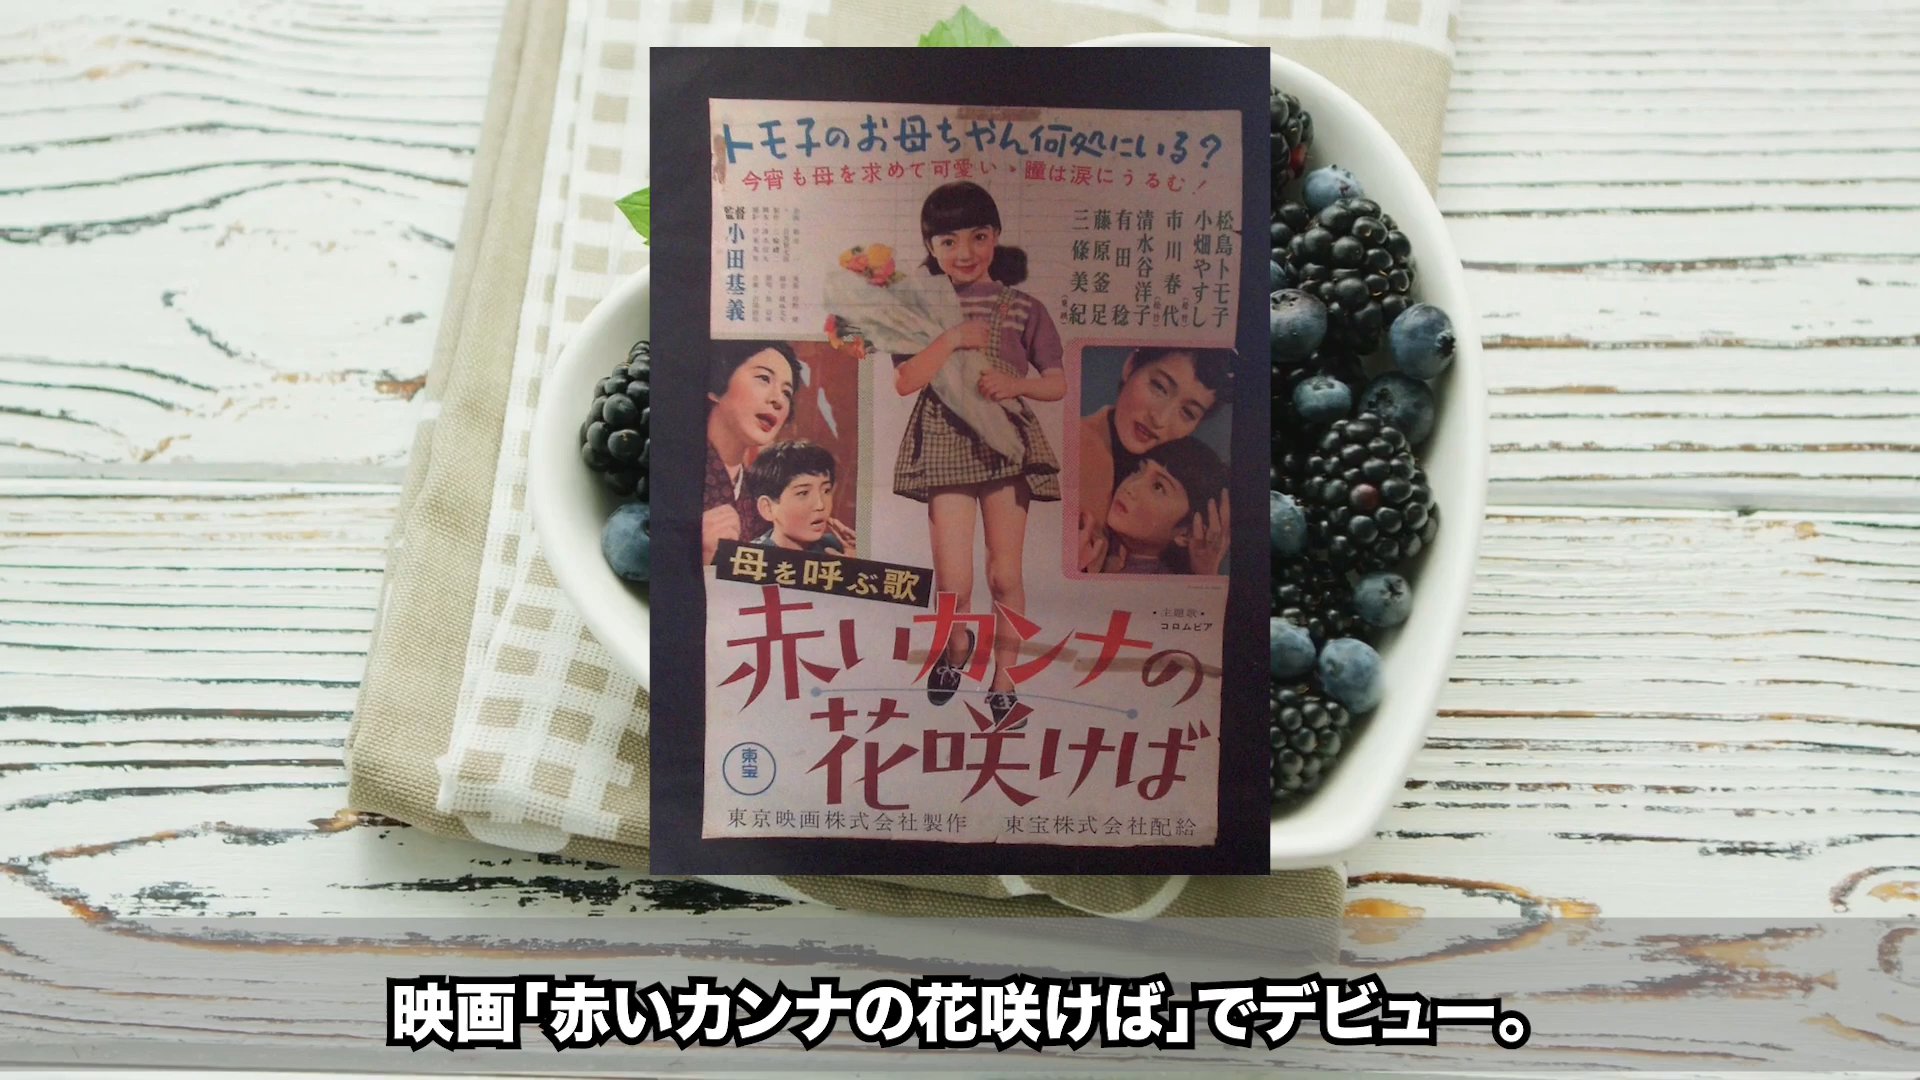 トモ子のお母ちゃん何処にいる?
今宵も母を求めて可愛いゝ瞳は涙にうるむ!
松島トモ子
小畑やすし
市川春代
清水谷洋子
有田稔
藤原釜足
三條美紀
監督
小田基義
母を呼ぶ歌
赤いカンナの
・主題歌・
コロムビア
花咲けば
東宝
東京映画株式会社製作 東宝株式会社配給
映画「赤いカンナの花咲けば」でデビュー。